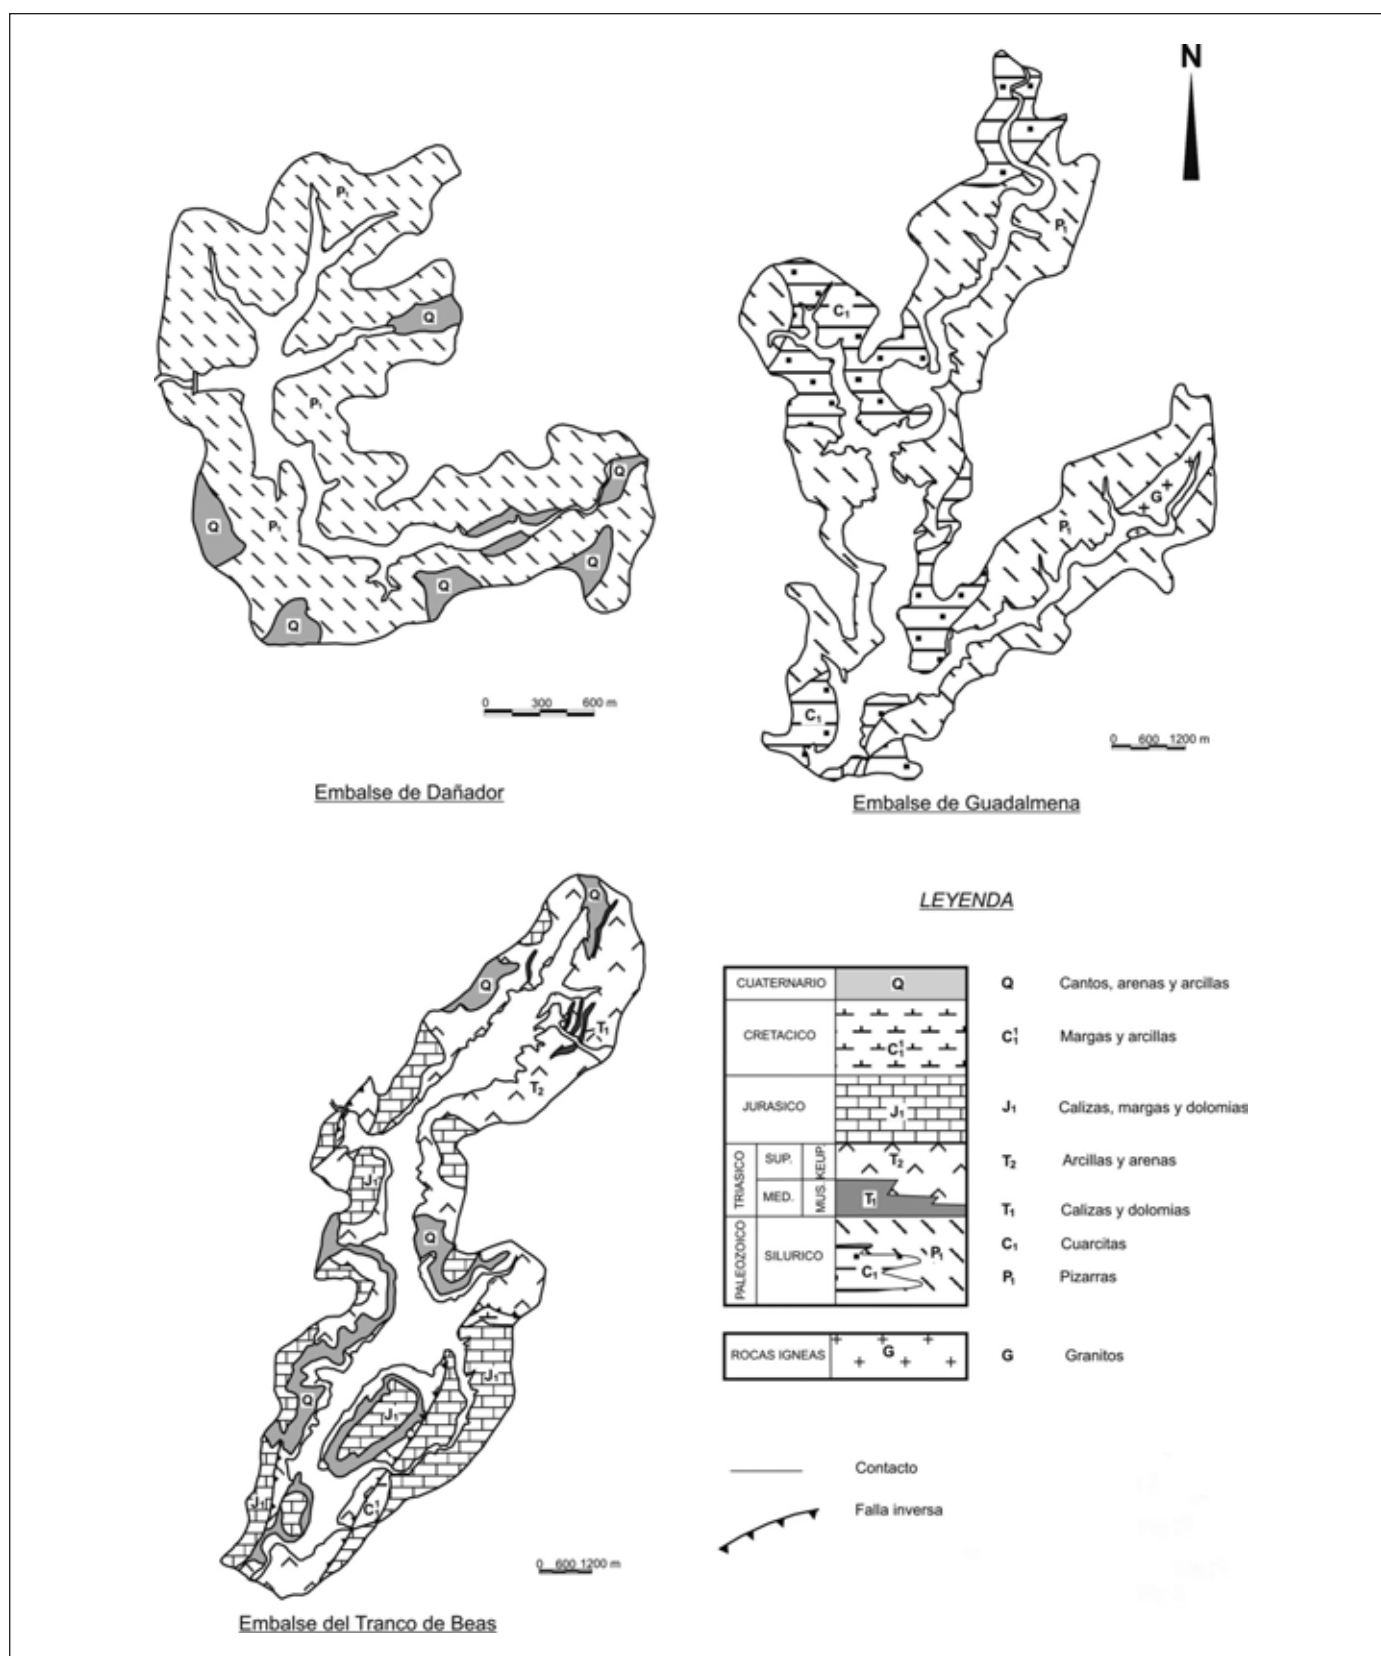 N
P1
Q
P1
Q
P1
Q
Q
Q
Q
0 300 600 m
Embalse de Dañador
P1
C1
G
P1
C1
0 600 1200 m
Embalse de Guadalmena
Q
Q
T1
T2
J1
Q
J1
Q
J1
J1
C11
0 600 1200 m
Embalse del Tranco de Beas
LEYENDA
CUATERNARIO Q Q Cantos, arenas y arcillas
CRETACICO C11 C11 Margas y arcillas
JURASICO J1 J1 Calizas, margas y dolomias
TRIASICO SUP. KEUP. T2 T2 Arcillas y arenas
MED. MUS. T1 T1 Calizas y dolomias
PALEOZOICO SILURICO C1 P1 C1 Cuarcitas
P1 Pizarras
ROCAS IGNEAS G G Granitos
Contacto
Falla inversa